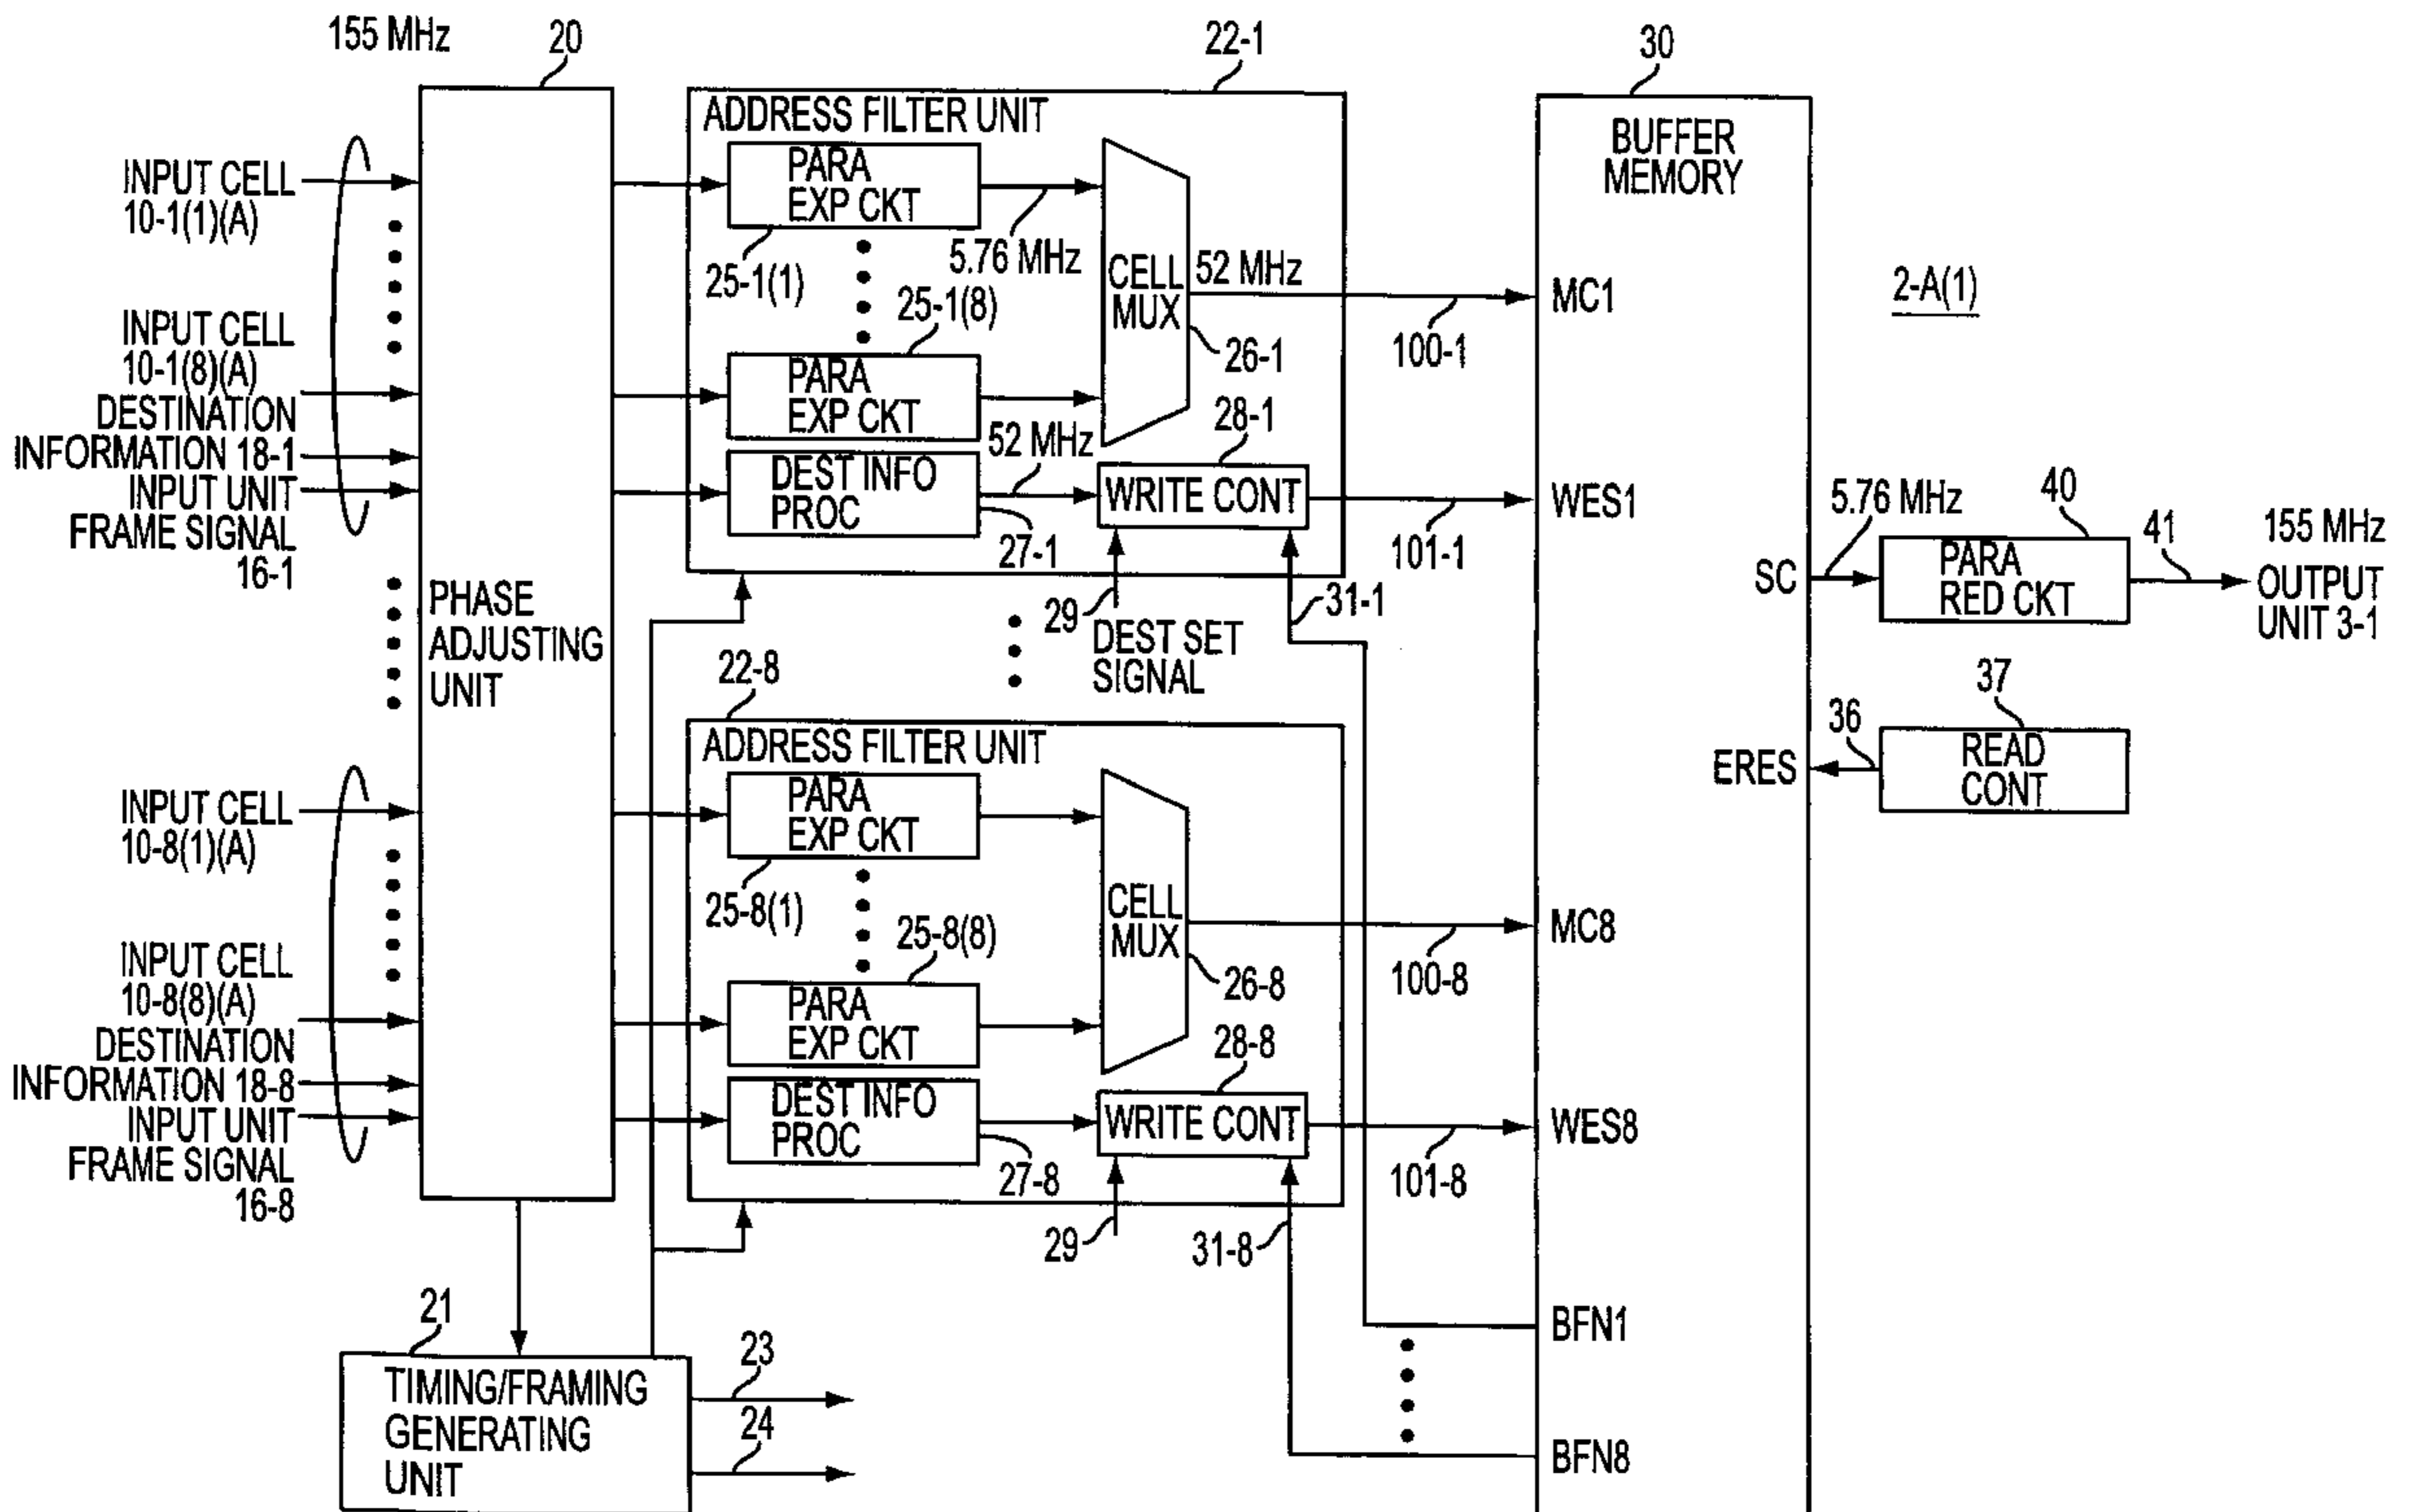 155 MHz
20
22-1
30
ADDRESS FILTER UNIT
BUFFER
MEMORY
INPUT CELL
10-1(1)(A)
PARA
EXP CKT
25-1(1)
5.76 MHz
CELL
MUX
52 MHz
MC1
2-A(1)
25-1(8)
26-1
100-1
INPUT CELL
10-1(8)(A)
DESTINATION
INFORMATION 18-1
INPUT UNIT
FRAME SIGNAL
16-1
PARA
EXP CKT
52 MHz
28-1
DEST INFO
PROC
27-1
WRITE CONT
101-1
WES1
5.76 MHz
40
41
155 MHz
SC
PARA
RED CKT
OUTPUT
UNIT 3-1
PHASE
ADJUSTING
UNIT
29
DEST SET
SIGNAL
31-1
22-8
36
37
ERES
READ
CONT
ADDRESS FILTER UNIT
INPUT CELL
10-8(1)(A)
PARA
EXP CKT
25-8(1)
CELL
MUX
MC8
25-8(8)
26-8
100-8
INPUT CELL
10-8(8)(A)
DESTINATION
INFORMATION 18-8
INPUT UNIT
FRAME SIGNAL
16-8
PARA
EXP CKT
28-8
DEST INFO
PROC
27-8
WRITE CONT
101-8
WES8
29
31-8
21
TIMING/FRAMING
GENERATING
UNIT
23
24
BFN1
BFN8